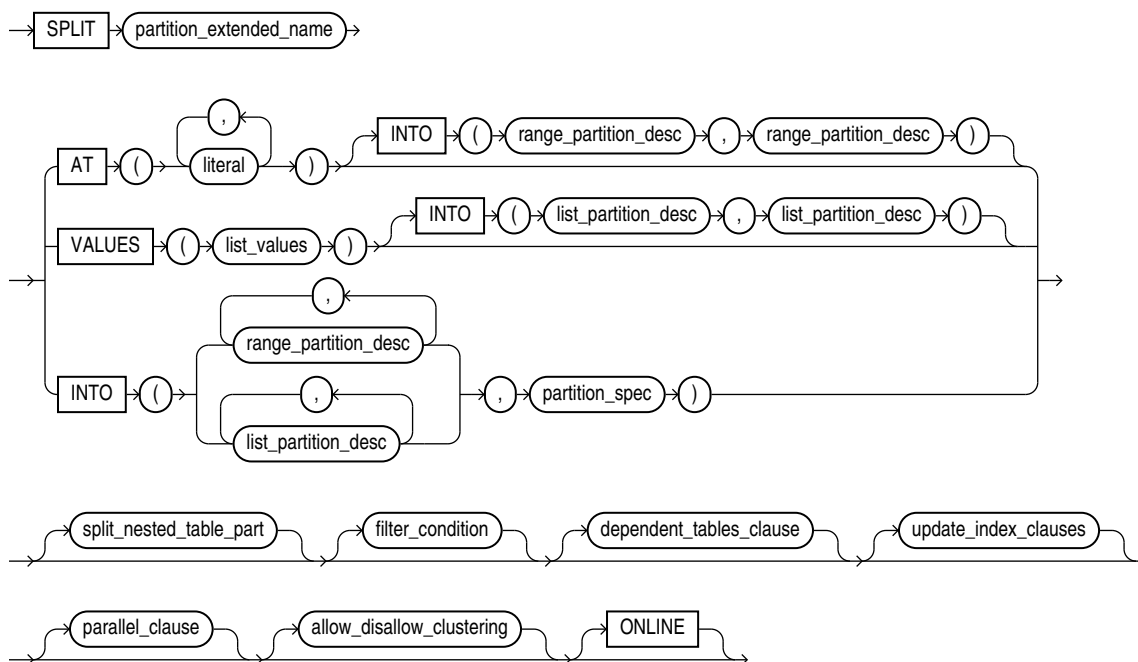 SPLIT partition_extended_name
,
INTO ( range_partition_desc , range_partition_desc )
AT ( literal )
INTO ( list_partition_desc , list_partition_desc )
VALUES ( list_values )
,
range_partition_desc
INTO ( , partition_spec )
,
list_partition_desc
split_nested_table_part filter_condition dependent_tables_clause update_index_clauses
parallel_clause allow_disallow_clustering ONLINE